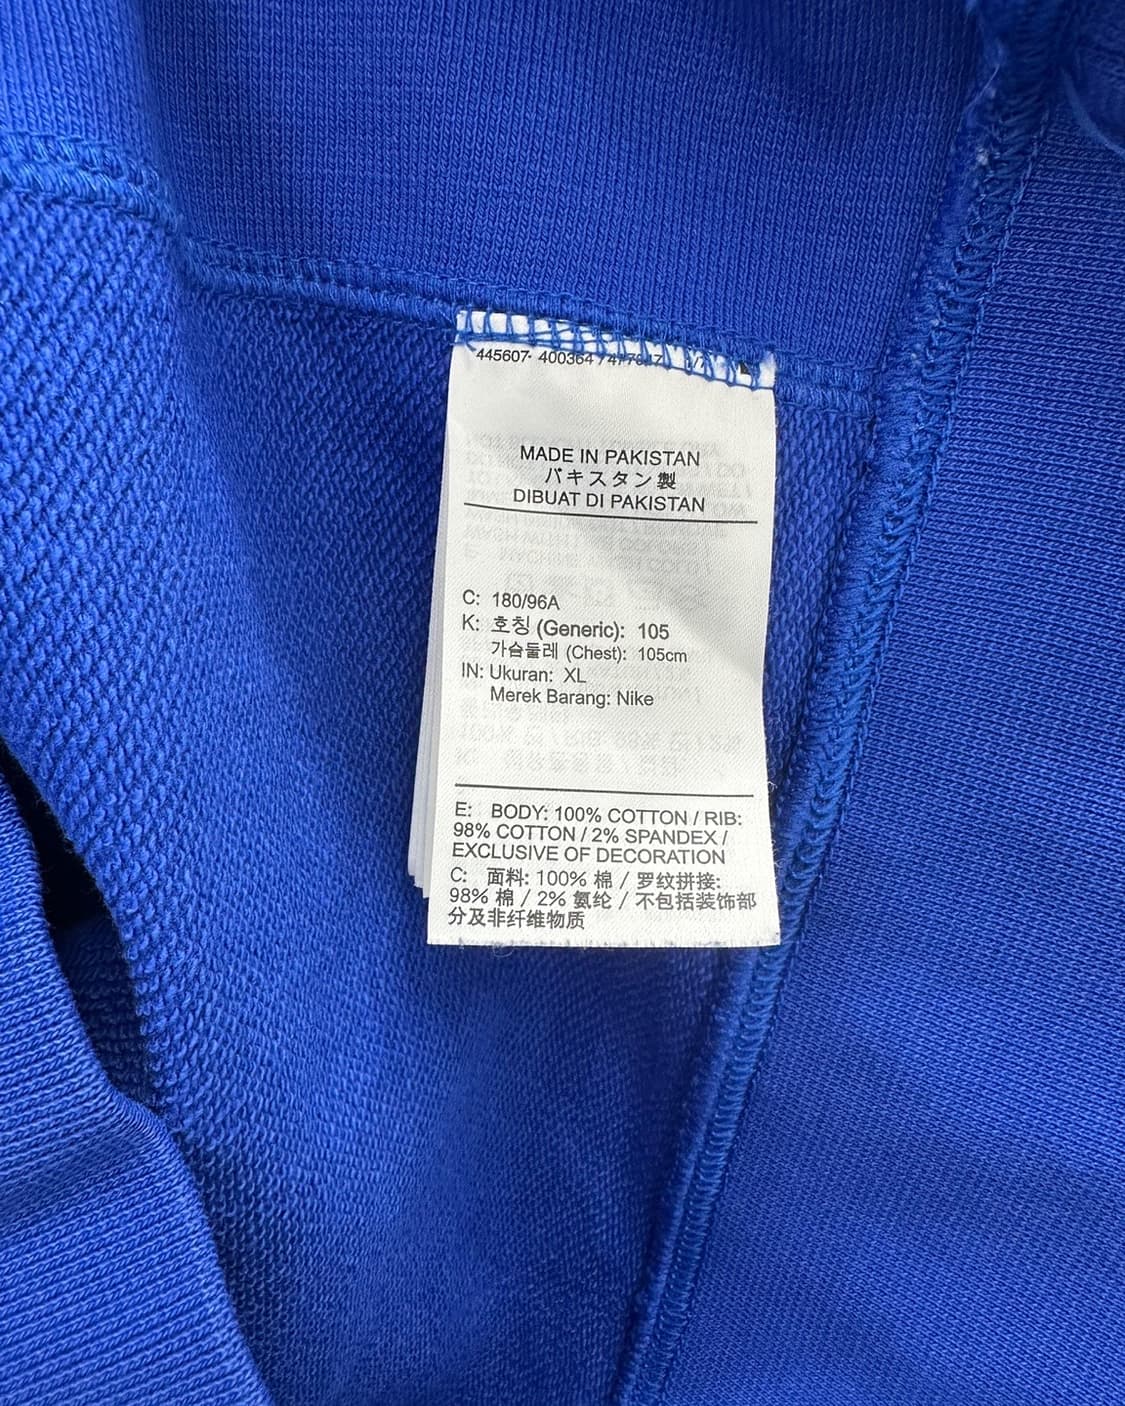 445607- 400364
MADE IN PAKISTAN
パキスタン製
DIBUAT DI PAKISTAN
C: 180/96A
K: 호칭 (Generic): 105
가슴둘레 (Chest): 105cm
IN: Ukuran: XL
Merek Barang: Nike
E: BODY: 100% COTTON / RIB:
98% COTTON / 2% SPANDEX /
EXCLUSIVE OF DECORATION
C: 面料: 100% 棉 / 罗纹拼接:
98% 棉 / 2% 氨纶 / 不包括装饰部
分及非纤维物质